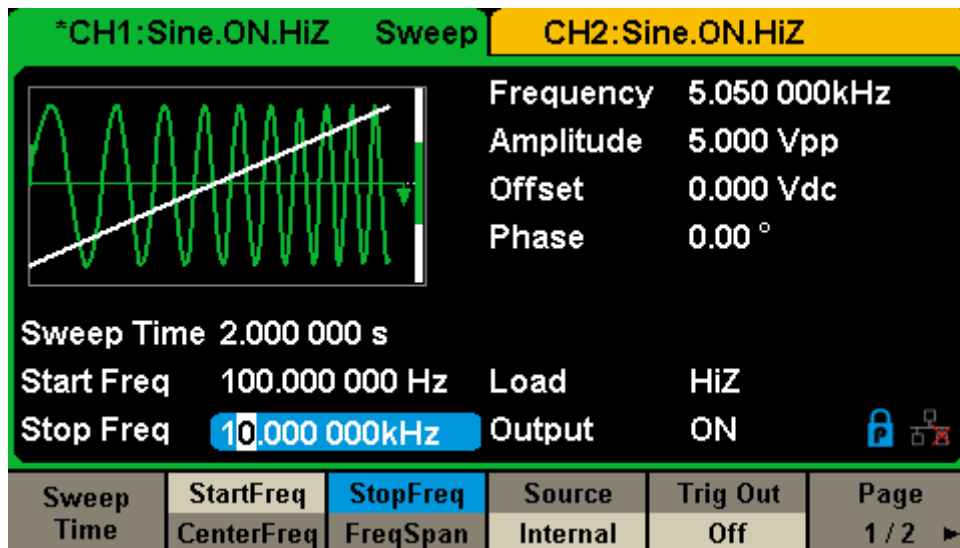 *CH1:Sine.ON.HiZ Sweep CH2:Sine.ON.HiZ
Frequency 5.050 000kHz
Amplitude 5.000 Vpp
Offset 0.000 Vdc
Phase 0.00 °
Sweep Time 2.000 000 s
Start Freq 100.000 000 Hz Load HiZ
Stop Freq 10.000 000kHz Output ON P
Sweep Time StartFreq StopFreq Source Trig Out Page
CenterFreq FreqSpan Internal Off 1/2 ►